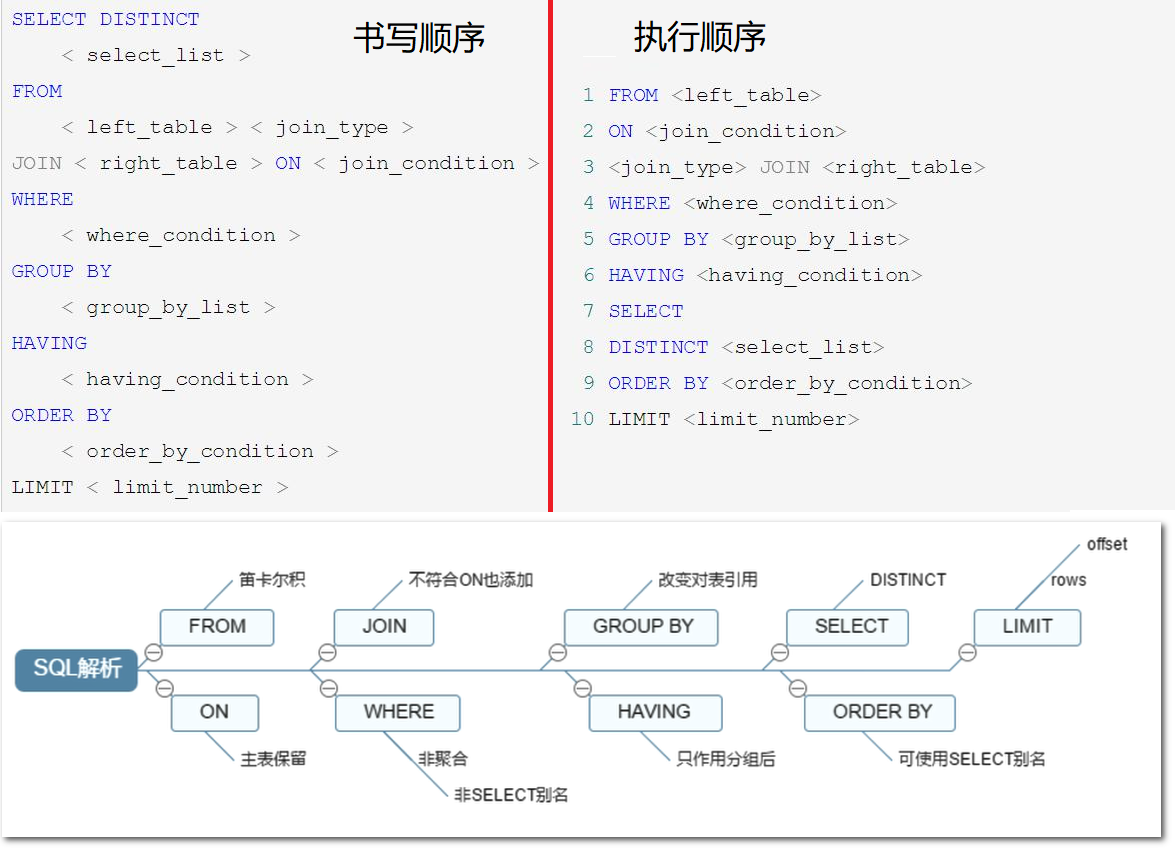 书写顺序
SELECT DISTINCT
< select_list >
FROM
< left_table > < join_type >
JOIN < right_table > ON < join_condition >
WHERE
< where_condition >
GROUP BY
< group_by_list >
HAVING
< having_condition >
ORDER BY
< order_by_condition >
LIMIT < limit_number >
执行顺序
1 FROM <left_table>
2 ON <join_condition>
3 <join_type> JOIN <right_table>
4 WHERE <where_condition>
5 GROUP BY <group_by_list>
6 HAVING <having_condition>
7 SELECT
8 DISTINCT <select_list>
9 ORDER BY <order_by_condition>
10 LIMIT <limit_number>
SQL解析
笛卡尔积
FROM
ON
主表保留
不符合ON也添加
JOIN
WHERE
非聚合
非SELECT别名
改变对表引用
GROUP BY
HAVING
只作用分组后
DISTINCT
SELECT
ORDER BY
可使用SELECT别名
offset
rows
LIMIT